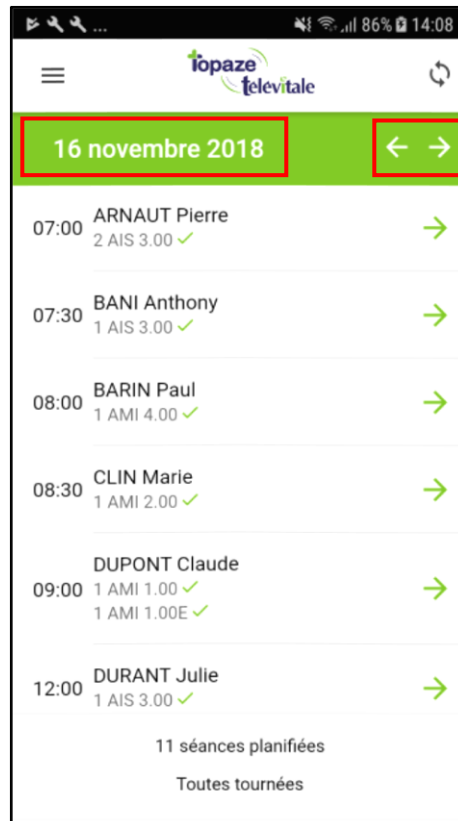 ... 86% 14:08
topaze
televitale
16 novembre 2018
07:00 ARNAUT Pierre
2 AIS 3.00
07:30 BANI Anthony
1 AIS 3.00
08:00 BARIN Paul
1 AMI 4.00
08:30 CLIN Marie
1 AMI 2.00
DUPONT Claude
09:00 1 AMI 1.00
1 AMI 1.00E
12:00 DURANT Julie
1 AIS 3.00
11 séances planifiées
Toutes tournées